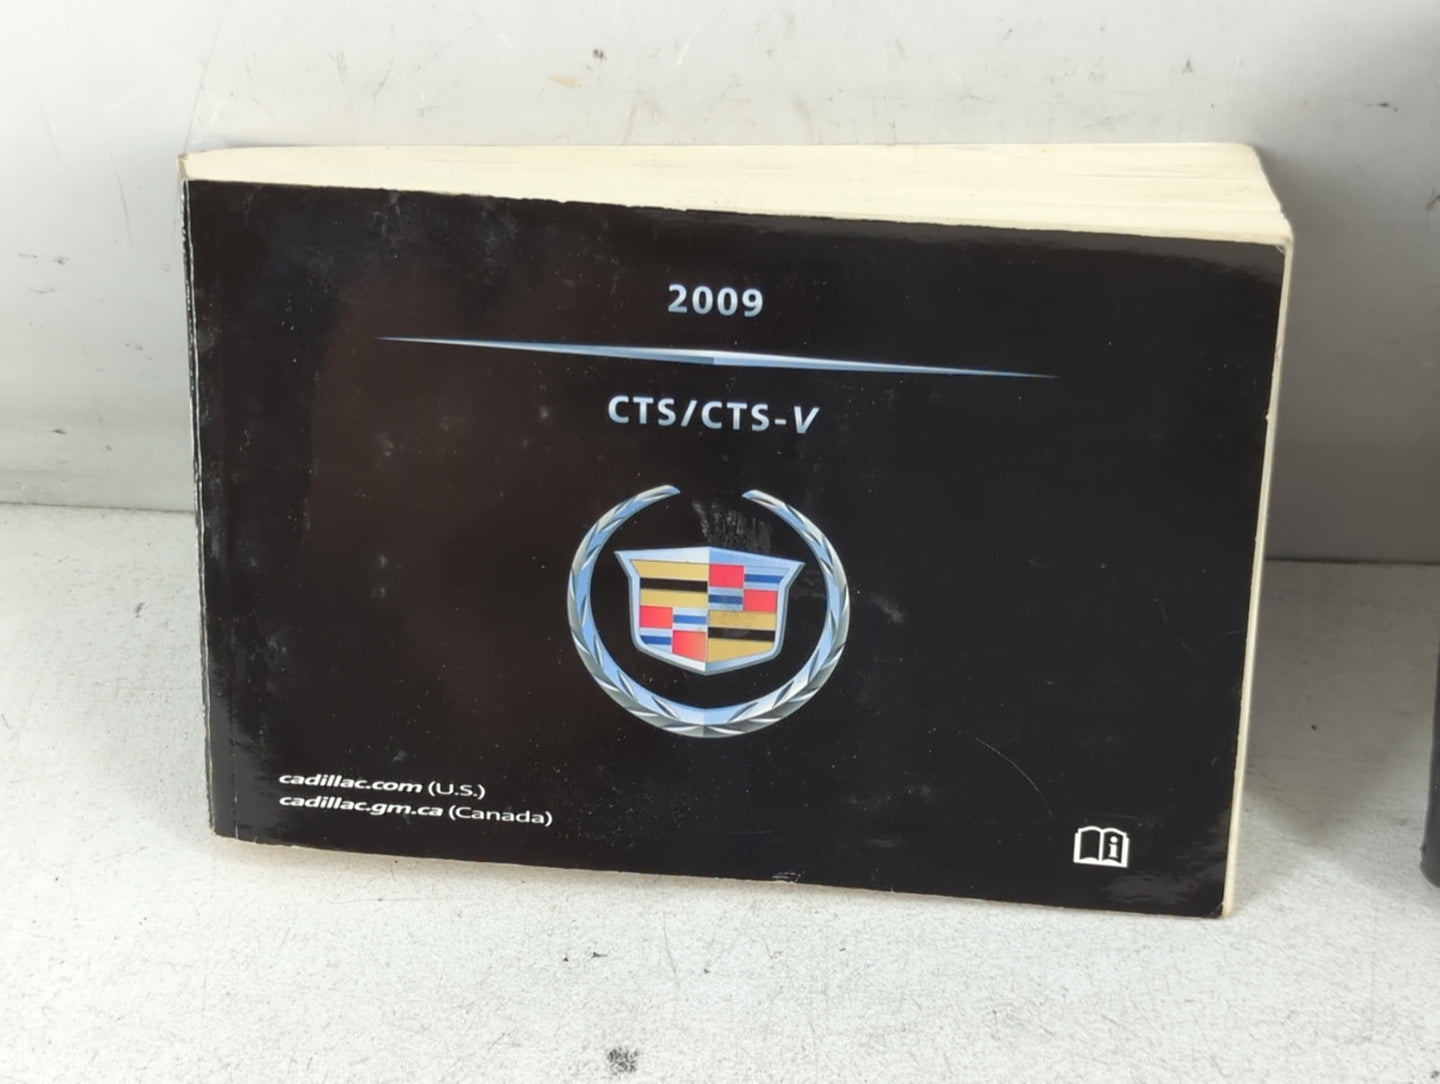 2009
CTS/CTS-V
cadillac.com (U.S.)
cadillac.gm.ca (Canada)
i